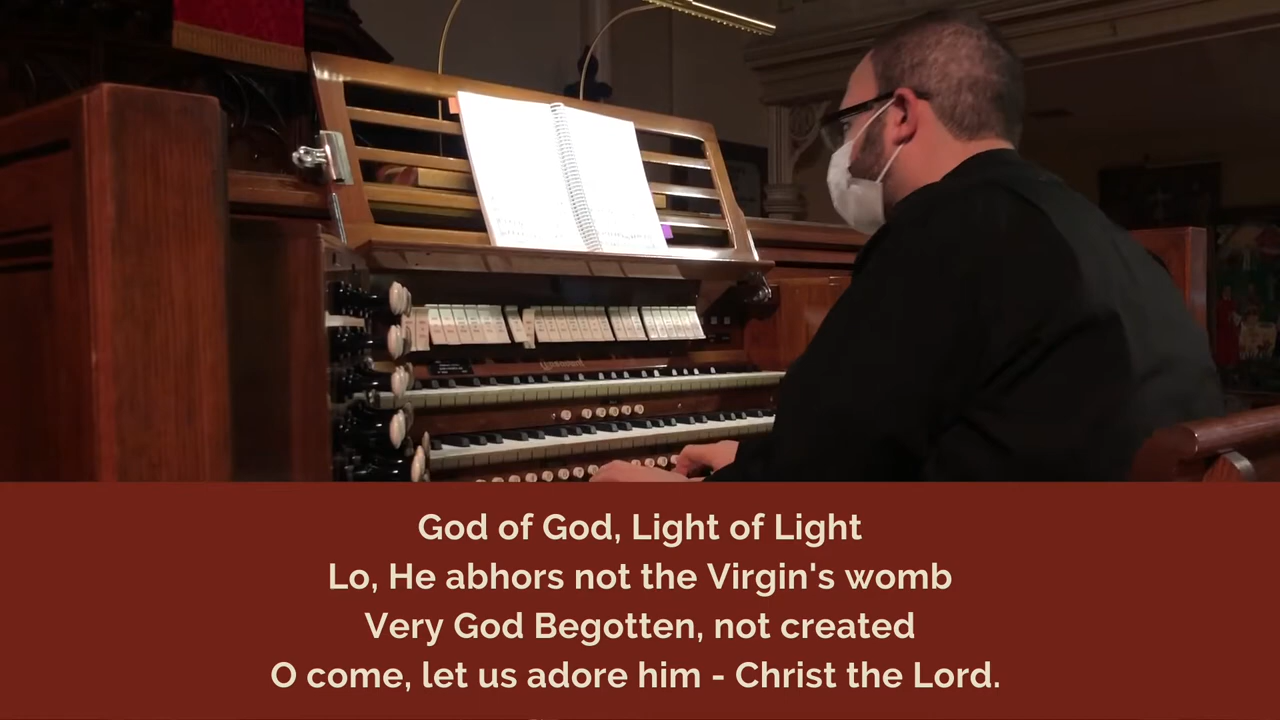 God of God, Light of Light
Lo, He abhors not the Virgin's womb
Very God Begotten, not created
O come, let us adore him - Christ the Lord.